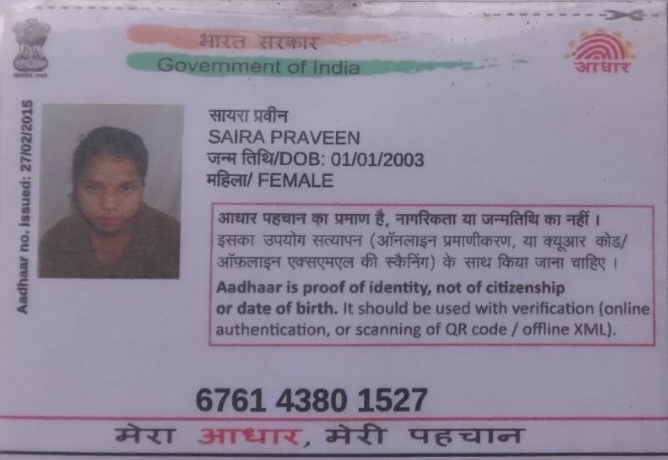 भारत सरकार
Government of India
आधार
Aadhaar no. issued: 27/02/2015
सायरा प्रवीन
SAIRA PRAVEEN
जन्म तिथि/DOB: 01/01/2003
महिला/ FEMALE
आधार पहचान का प्रमाण है, नागरिकता या जन्मतिथि का नहीं ।
इसका उपयोग सत्यापन (ऑनलाइन प्रमाणीकरण, या क्यूआर कोड/
ऑफ़लाइन एक्सएमएल की स्कैनिंग) के साथ किया जाना चाहिए ।
Aadhaar is proof of identity, not of citizenship
or date of birth. It should be used with verification (online
authentication, or scanning of QR code / offline XML).
6761 4380 1527
मेरा आधार, मेरी पहचान